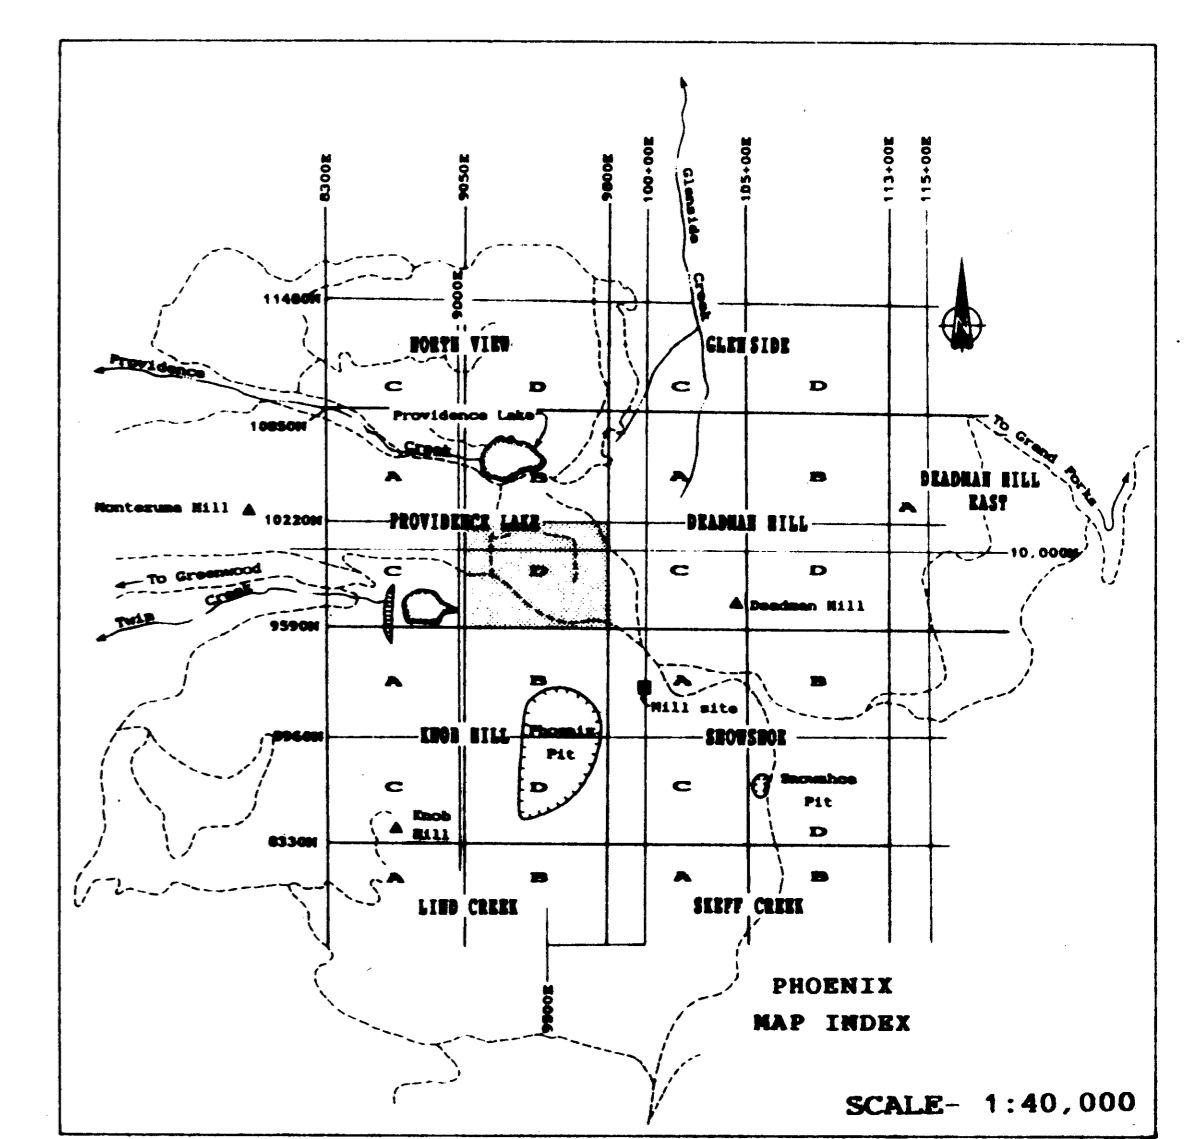 8300E
9050E
9800E
100+00E
105+00E
113+00E
115+00E
Glenside
Creek
9000E
11480N
NORTH VIEW
GLENSIDE
Providence
C D C D
Providence Lake
10850N
To Grand Forks
Creek
A B A B
DEADMAN HILL
EAST
A
Montezuma Hill
10220N
PROVIDENCE LAKE
DEADMAN HILL
10,000N
To Greenwood
C D C D
Creek
Deadman Hill
Twin
9590N
A B A B
Mill site
8960N
KNOB HILL
Phoenix
Pit
SNOWSHOE
C D C
Snowshoe
Pit
Knob
Hill
D
8330N
A B A B
LIND CREEK
SKEFF CREEK
9800E
PHOENIX
MAP INDEX
SCALE- 1:40,000